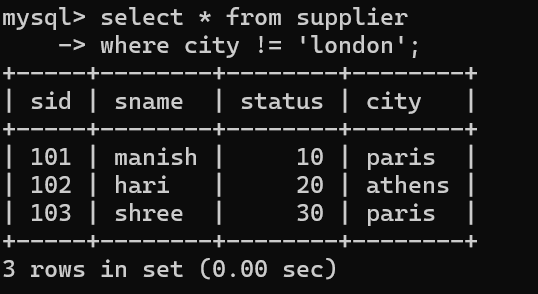 mysql> select * from supplier
    -> where city != 'london';
+-----+--------+--------+--------+
| sid | sname  | status | city   |
+-----+--------+--------+--------+
| 101 | manish |     10 | paris  |
| 102 | hari   |     20 | athens |
| 103 | shree  |     30 | paris  |
+-----+--------+--------+--------+
3 rows in set (0.00 sec)